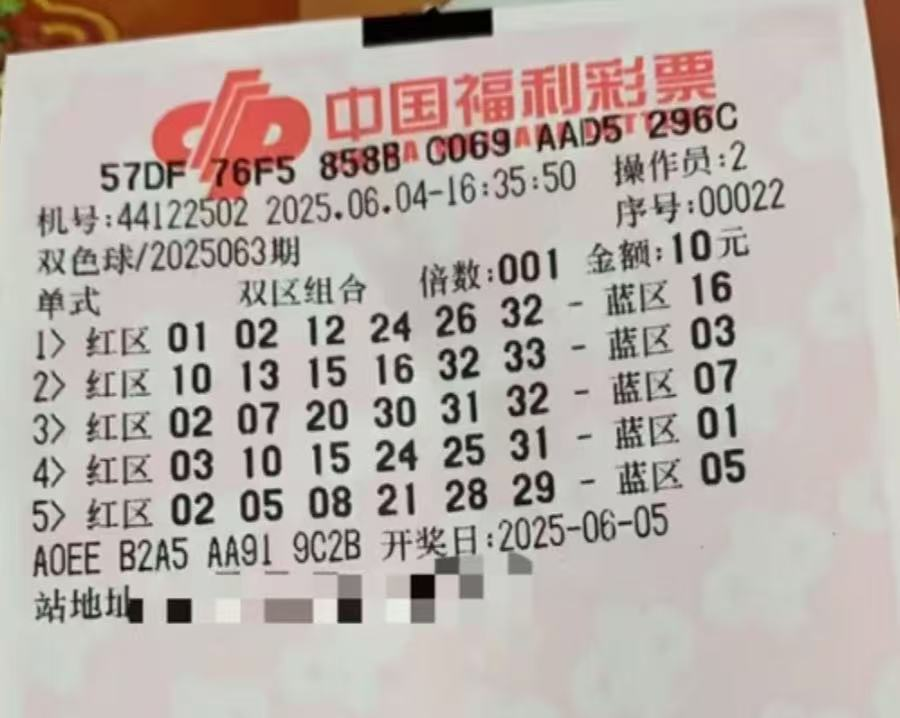 中国福利彩票
57DF 76F5 858B C069 AAD5 296C
机号:44122502 2025.06.04-16:35:50 操作员:2
序号:00022
双色球/2025063期
单式 双区组合 倍数:001 金额:10元
1> 红区 01 02 12 24 26 32 - 蓝区 16
2> 红区 10 13 15 16 32 33 - 蓝区 03
3> 红区 02 07 20 30 31 32 - 蓝区 07
4> 红区 03 10 15 24 25 31 - 蓝区 01
5> 红区 02 05 08 21 28 29 - 蓝区 05
A0EE B2A5 AA91 9C2B 开奖日:2025-06-05
站地址